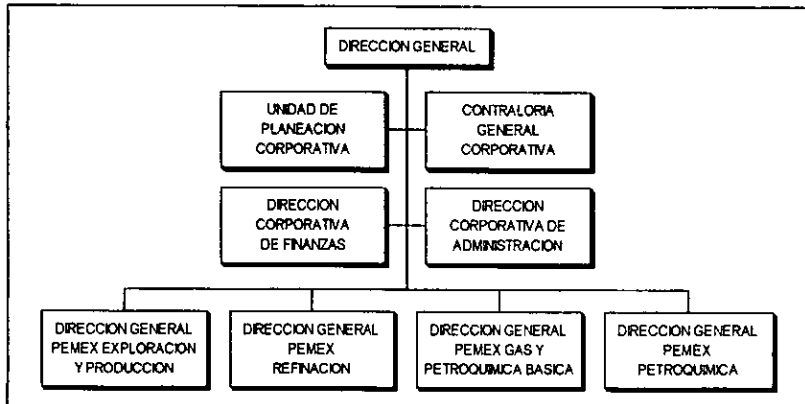 DIRECCION GENERAL
UNIDAD DE
PLANEACION
CORPORATIVA
CONTRALORIA
GENERAL
CORPORATIVA
DIRECCION
CORPORATIVA
DE FINANZAS
DIRECCION
CORPORATIVA DE
ADMINISTRACION
DIRECCION GENERAL
PEMEX EXPLORACION
Y PRODUCCION
DIRECCION GENERAL
PEMEX
REFINACION
DIRECCION GENERAL
PEMEX GAS Y
PETROQUIMICA BASICA
DIRECCION GENERAL
PEMEX
PETROQUIMICA